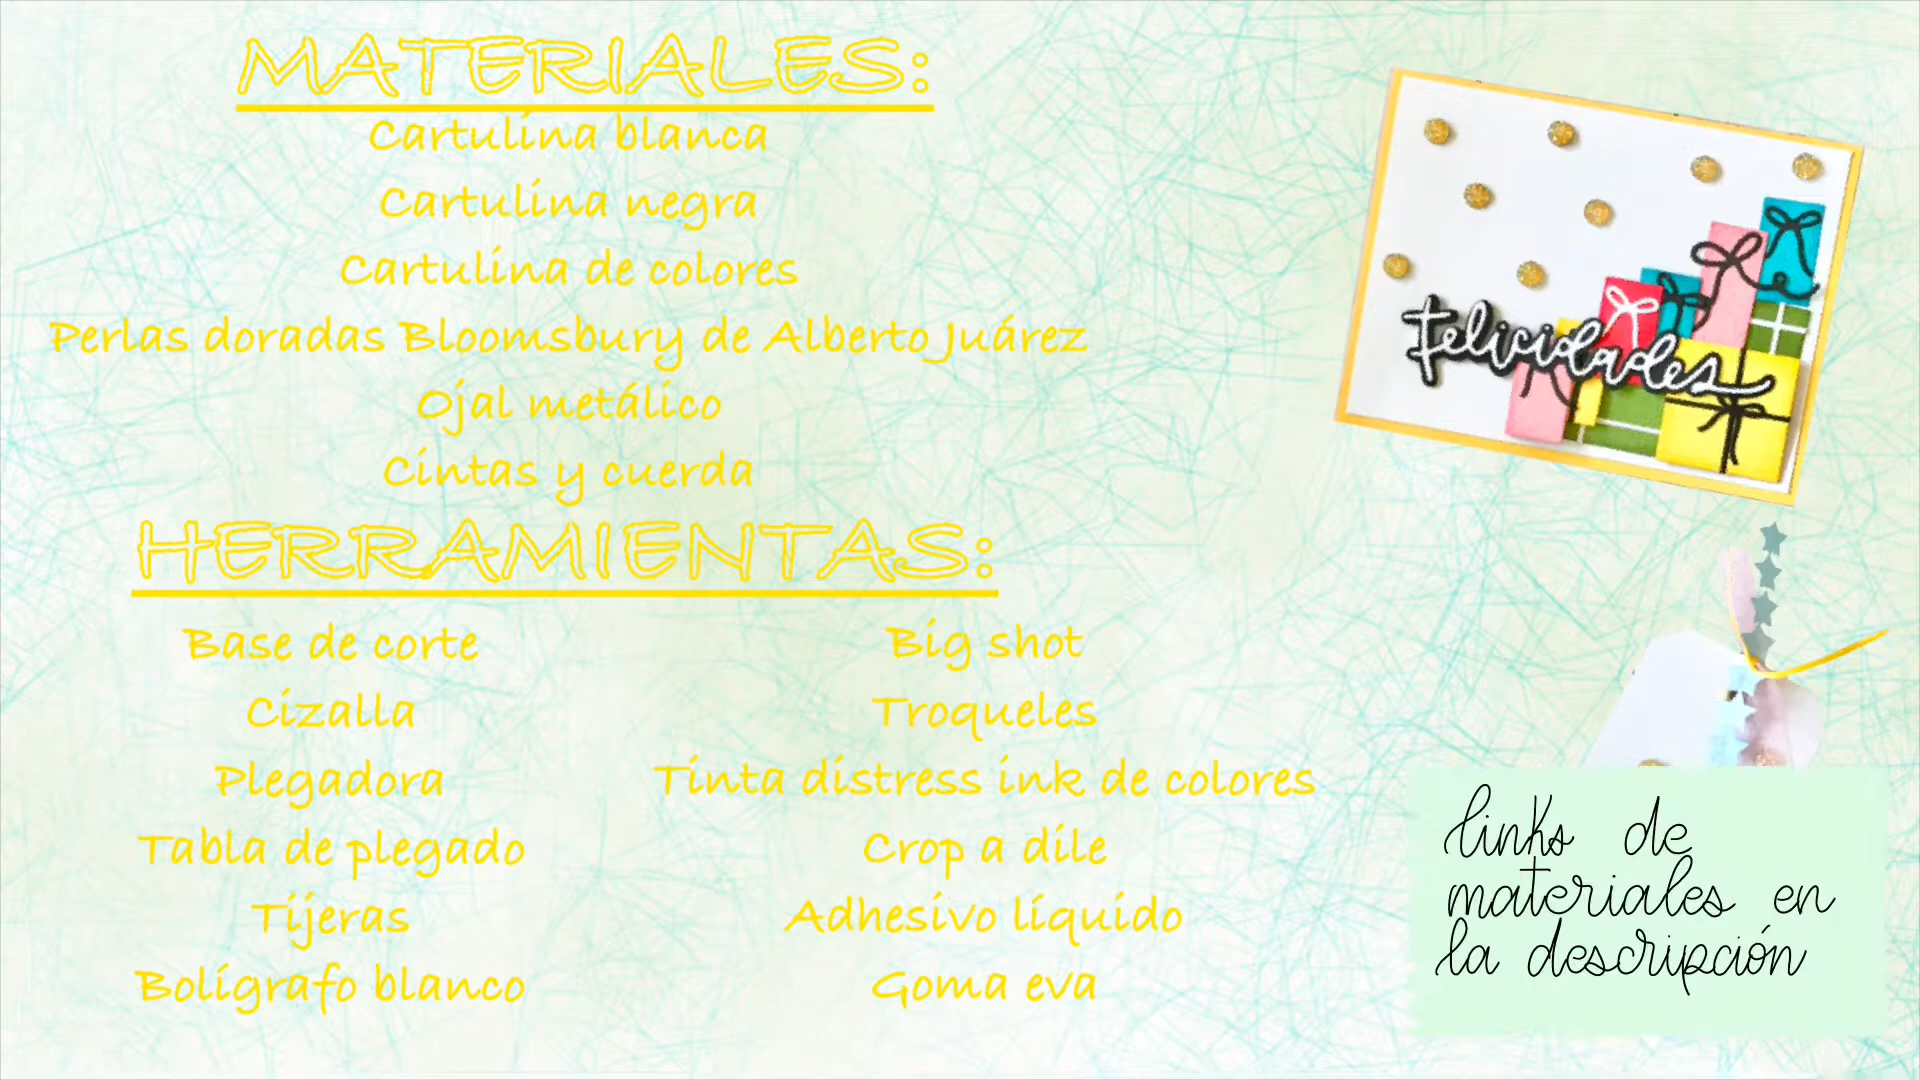 MATERIALES:
Cartulina blanca
Cartulina negra
Cartulina de colores
Perlas doradas Bloomsbury de Alberto Juárez
Ojal metálico
Cintas y cuerda
HERRAMIENTAS:
Base de corte
Cizalla
Plegadora
Tabla de plegado
Tijeras
Bolígrafo blanco
Big shot
Troqueles
Tinta distress ink de colores
Crop a dile
Adhesivo líquido
Goma eva
felicidades
links de
materiales en
la descripción